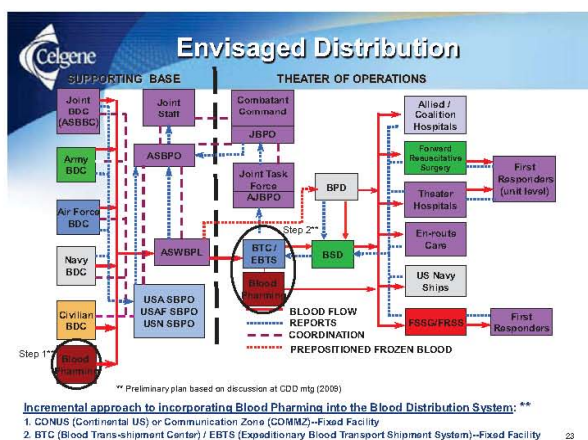 Celgene
Envisaged Distribution
SUPPORTING BASE
THEATER OF OPERATIONS
Joint
BDC
(ASBBC)
Joint
Staff
Combatant
Command
JBPO
Allied /
Coalition
Hospitals
Army
BDC
ASBPO
Joint Task
Force
AJBPO
BPD
Forward
Resuscitative
Surgery
First
Responders
(unit level)
Theater
Hospitals
Air Force
BDC
Step 2**
En-route
Care
Navy
BDC
ASWBPL
BTC /
EBTS
BSD
Blood
Pharming
US Navy
Ships
Civilian
BDC
USA SBPO
USAF SBPO
USN SBPO
BLOOD FLOW
REPORTS
COORDINATION
PREPOSITIONED FROZEN BLOOD
FSSG/FRSS
First
Responders
Step 1**
Blood
Pharming
** Preliminary plan based on discussion at CDD mtg (2009)
Incremental approach to incorporating Blood Pharming into the Blood Distribution System: **
1. CONUS (Continental US) or Communication Zone (COMMZ)--Fixed Facility
2. BTC (Blood Trans-shipment Center) / EBTS (Expeditionary Blood Transport Shipment System)--Fixed Facility
23